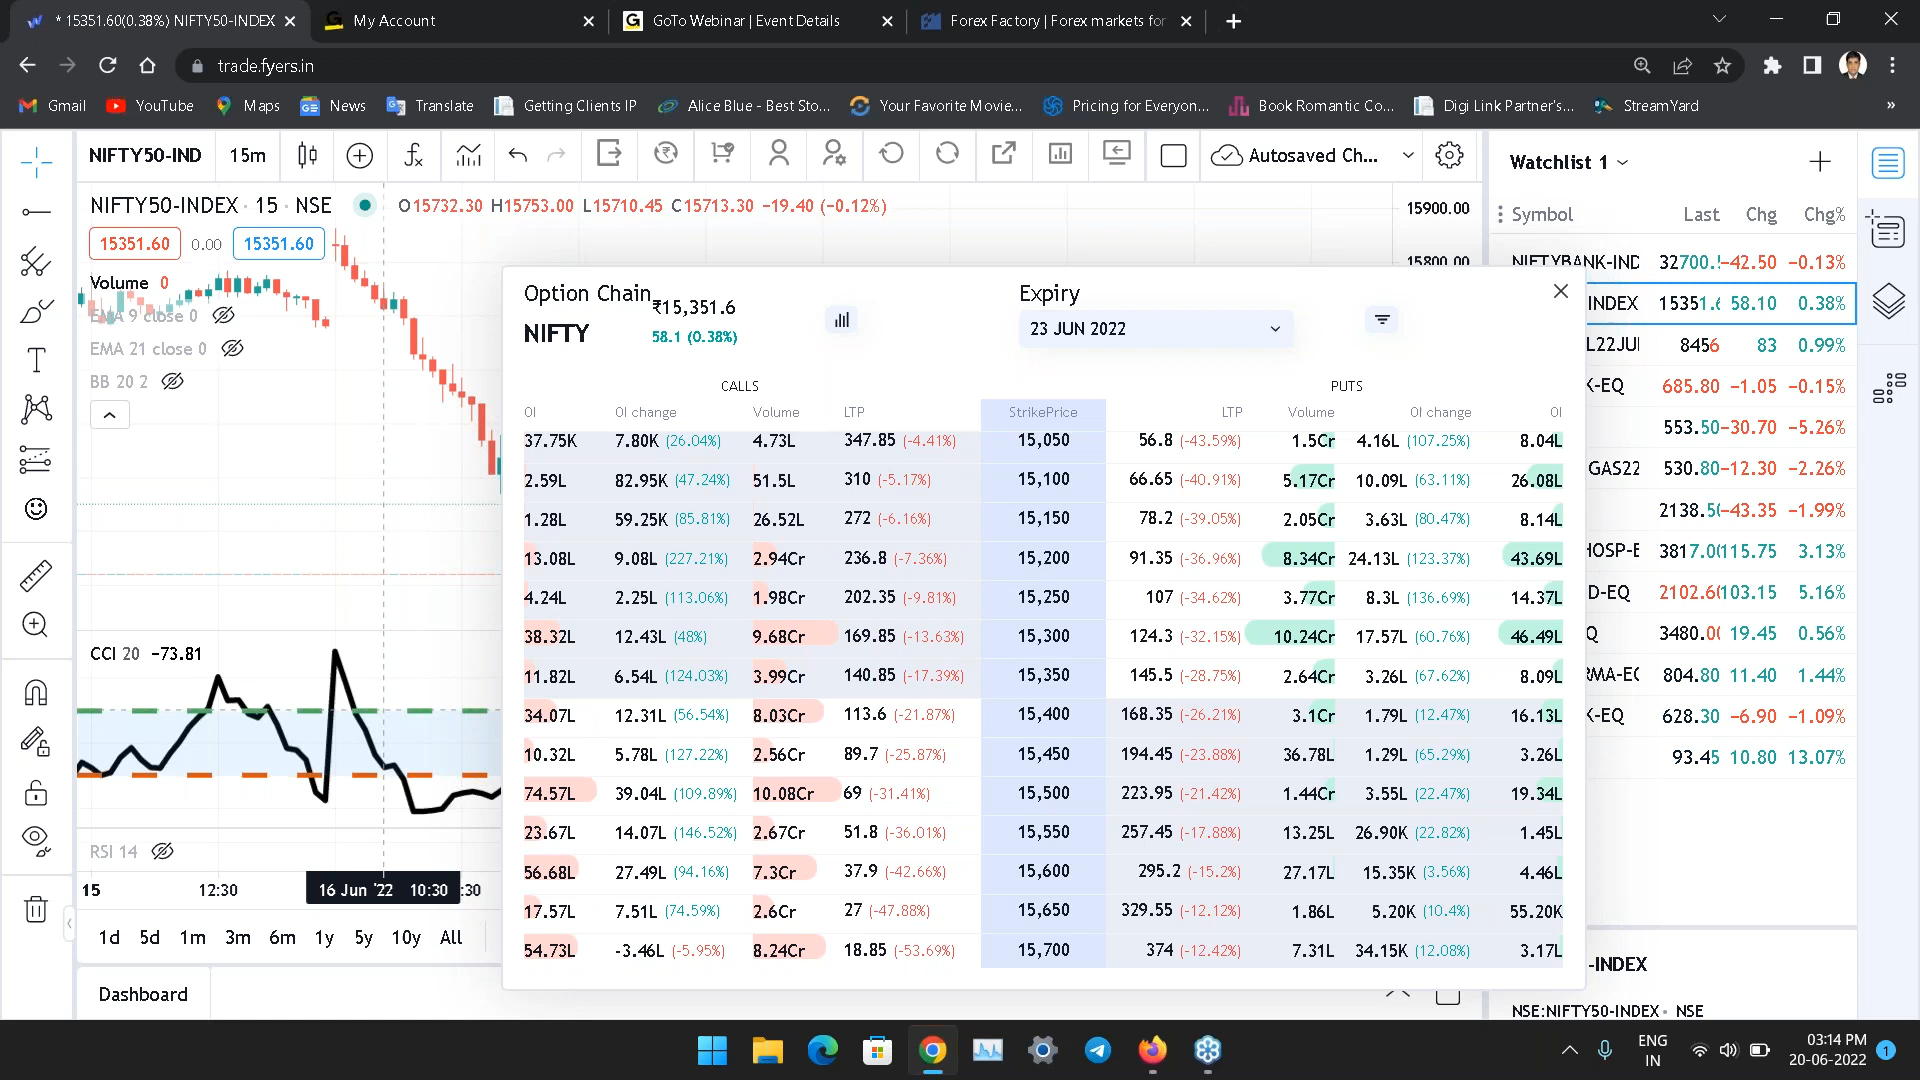 * 15351.60(0.38%) NIFTY50-INDEX
My Account
GoTo Webinar | Event Details
Forex Factory | Forex markets for
trade.fyers.in
Gmail YouTube Maps News Translate Getting Clients IP Alice Blue - Best Sto... Your Favorite Movie... Pricing for Everyon... Book Romantic Co... Digi Link Partner's... StreamYard »
NIFTY50-IND 15m Autosaved Ch...
NIFTY50-INDEX · 15 · NSE O15732.30 H15753.00 L15710.45 C15713.30 −19.40 (−0.12%)
15351.60 0.00 15351.60
Volume 0
EMA 9 close 0
EMA 21 close 0
BB 20 2
15900.00
15800.00
CCI 20 −73.81
RSI 14
15 12:30 16 Jun '22 10:30 :30
1d 5d 1m 3m 6m 1y 5y 10y All
Dashboard
Option Chain ₹15,351.6
NIFTY 58.1 (0.38%)
Expiry
23 JUN 2022
CALLS PUTS
OI OI change Volume LTP StrikePrice LTP Volume OI change OI
37.75K 7.80K (26.04%) 4.73L 347.85 (-4.41%) 15,050 56.8 (-43.59%) 1.5Cr 4.16L (107.25%) 8.04L
2.59L 82.95K (47.24%) 51.5L 310 (-5.17%) 15,100 66.65 (-40.91%) 5.17Cr 10.09L (63.11%) 26.08L
1.28L 59.25K (85.81%) 26.52L 272 (-6.16%) 15,150 78.2 (-39.05%) 2.05Cr 3.63L (80.47%) 8.14L
13.08L 9.08L (227.21%) 2.94Cr 236.8 (-7.36%) 15,200 91.35 (-36.96%) 8.34Cr 24.13L (123.37%) 43.69L
4.24L 2.25L (113.06%) 1.98Cr 202.35 (-9.81%) 15,250 107 (-34.62%) 3.77Cr 8.3L (136.69%) 14.37L
38.32L 12.43L (48%) 9.68Cr 169.85 (-13.63%) 15,300 124.3 (-32.15%) 10.24Cr 17.57L (60.76%) 46.49L
11.82L 6.54L (124.03%) 3.99Cr 140.85 (-17.39%) 15,350 145.5 (-28.75%) 2.64Cr 3.26L (67.62%) 8.09L
34.07L 12.31L (56.54%) 8.03Cr 113.6 (-21.87%) 15,400 168.35 (-26.21%) 3.1Cr 1.79L (12.47%) 16.13L
10.32L 5.78L (127.22%) 2.56Cr 89.7 (-25.87%) 15,450 194.45 (-23.88%) 36.78L 1.29L (65.29%) 3.26L
74.57L 39.04L (109.89%) 10.08Cr 69 (-31.41%) 15,500 223.95 (-21.42%) 1.44Cr 3.55L (22.47%) 19.34L
23.67L 14.07L (146.52%) 2.67Cr 51.8 (-36.01%) 15,550 257.45 (-17.88%) 13.25L 26.90K (22.82%) 1.45L
56.68L 27.49L (94.16%) 7.3Cr 37.9 (-42.66%) 15,600 295.2 (-15.2%) 27.17L 15.35K (3.56%) 4.46L
17.57L 7.51L (74.59%) 2.6Cr 27 (-47.88%) 15,650 329.55 (-12.12%) 1.86L 5.20K (10.4%) 55.20K
54.73L -3.46L (-5.95%) 8.24Cr 18.85 (-53.69%) 15,700 374 (-12.42%) 7.31L 34.15K (12.08%) 3.17L
Watchlist 1
Symbol Last Chg Chg%
NIFTYBANK-IND 32700.! −42.50 −0.13%
INDEX 15351.6 58.10 0.38%
L22JUI 8456 83 0.99%
K-EQ 685.80 −1.05 −0.15%
553.50 −30.70 −5.26%
GAS22 530.80 −12.30 −2.26%
2138.5 −43.35 −1.99%
HOSP-E 3817.0 115.75 3.13%
D-EQ 2102.6 103.15 5.16%
Q 3480.0 19.45 0.56%
RMA-EC 804.80 11.40 1.44%
K-EQ 628.30 −6.90 −1.09%
93.45 10.80 13.07%
-INDEX
NSE:NIFTY50-INDEX • NSE
ENG
IN
03:14 PM
20-06-2022
1